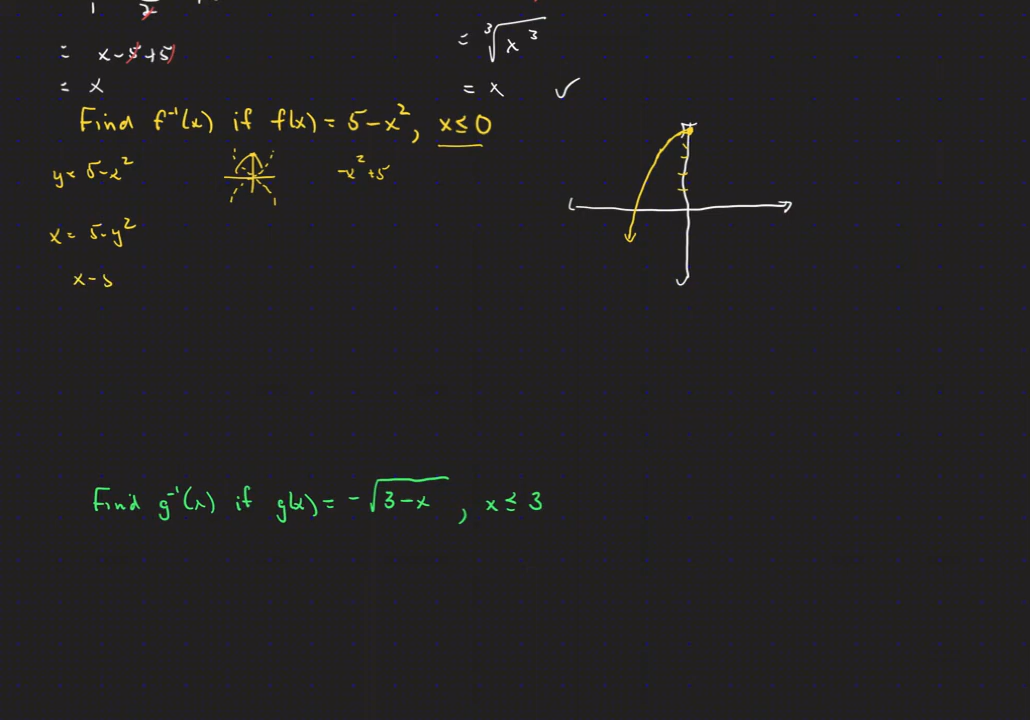 = x-5+5
= ∛x³
= x
= x ✓
Find f⁻¹(x) if f(x) = 5-x², x≤0
y = 5-x²
-x²+5
x = 5-y²
x-5
Find g⁻¹(x) if g(x) = -√(3-x), x≤3